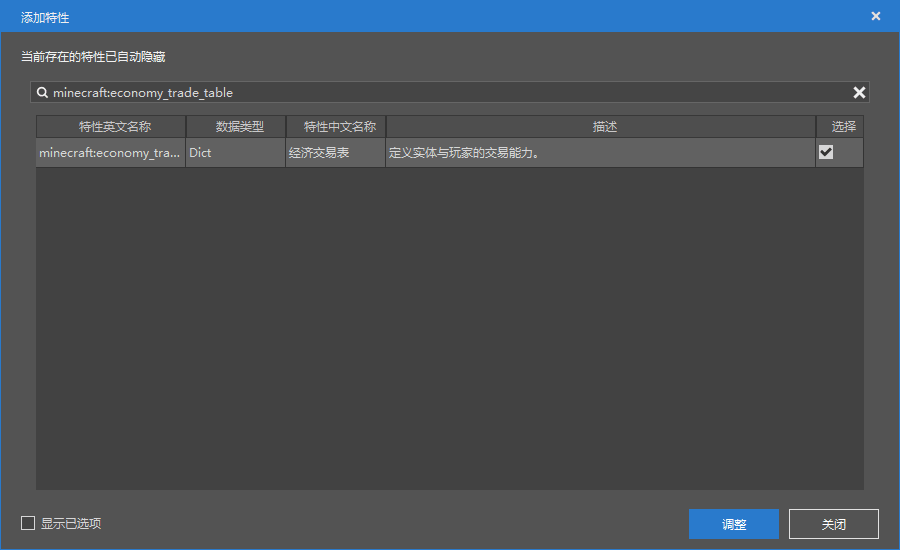 添加特性
当前存在的特性已自动隐藏
minecraft:economy_trade_table
特性英文名称 数据类型 特性中文名称 描述 选择
minecraft:economy_tra... Dict 经济交易表 定义实体与玩家的交易能力。
显示已选项 调整 关闭